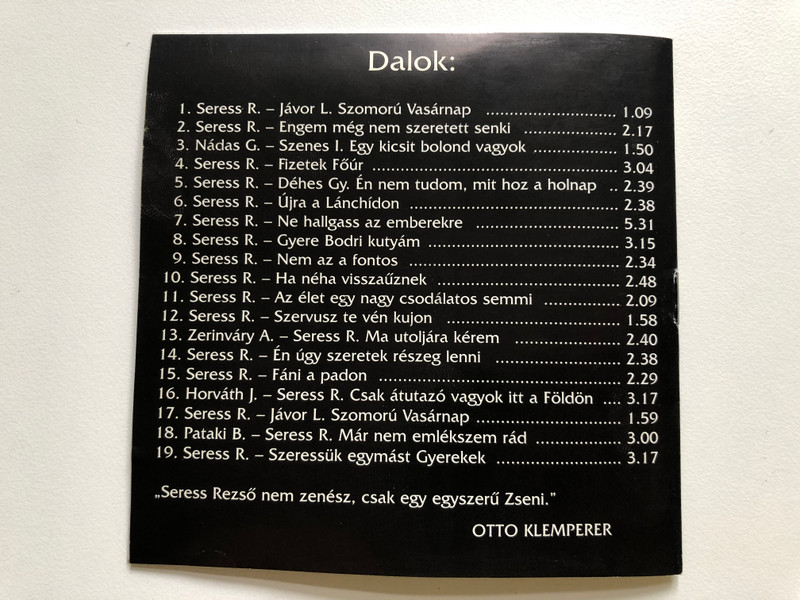 Dalok:
1. Seress R. – Jávor L. Szomorú Vasárnap .................... 1.09
2. Seress R. – Engem még nem szeretett senki .............. 2.17
3. Nádas G. – Szenes I. Egy kicsit bolond vagyok ............. 1.50
4. Seress R. – Fizetek Főúr ...................................... 3.04
5. Seress R. – Déhes Gy. Én nem tudom, mit hoz a holnap .. 2.39
6. Seress R. – Újra a Lánchídon ................................ 2.38
7. Seress R. – Ne hallgass az emberekre ....................... 5.31
8. Seress R. – Gyere Bodri kutyám .............................. 3.15
9. Seress R. – Nem az a fontos ................................. 2.34
10. Seress R. – Ha néha visszaűznek ............................ 2.48
11. Seress R. – Az élet egy nagy csodálatos semmi ............ 2.09
12. Seress R. – Szervusz te vén kujon .......................... 1.58
13. Zerinváry A. – Seress R. Ma utoljára kérem ................. 2.40
14. Seress R. – Én úgy szeretek részeg lenni ................... 2.38
15. Seress R. – Fáni a padon .................................... 2.29
16. Horváth J. – Seress R. Csak átutazó vagyok itt a Földön .... 3.17
17. Seress R. – Jávor L. Szomorú Vasárnap ...................... 1.59
18. Pataki B. – Seress R. Már nem emlékszem rád .............. 3.00
19. Seress R. – Szeressük egymást Gyerekek .................... 3.17
„Seress Rezső nem zenész, csak egy egyszerű Zseni."
OTTO KLEMPERER